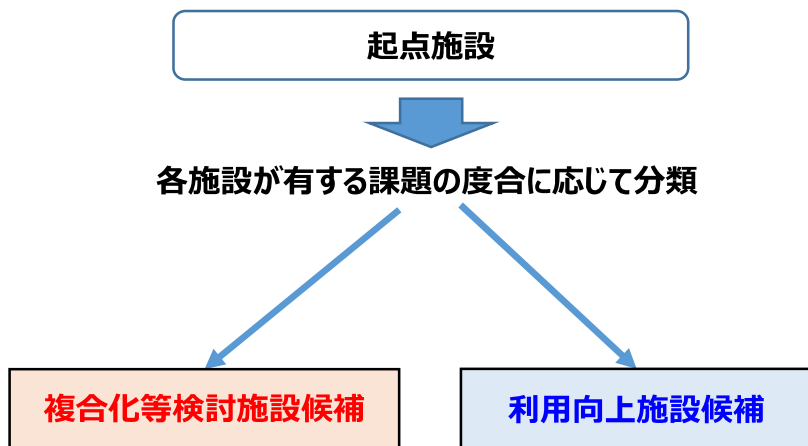 起点施設
各施設が有する課題の度合に応じて分類
複合化等検討施設候補
利用向上施設候補